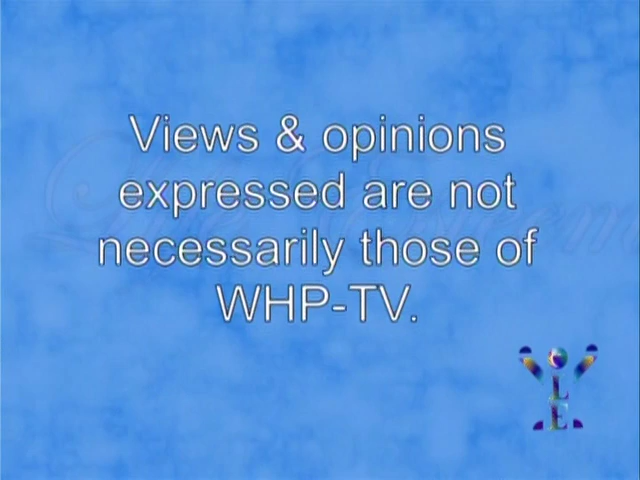 Views & opinions
expressed are not
necessarily those of
WHP-TV.
L
E